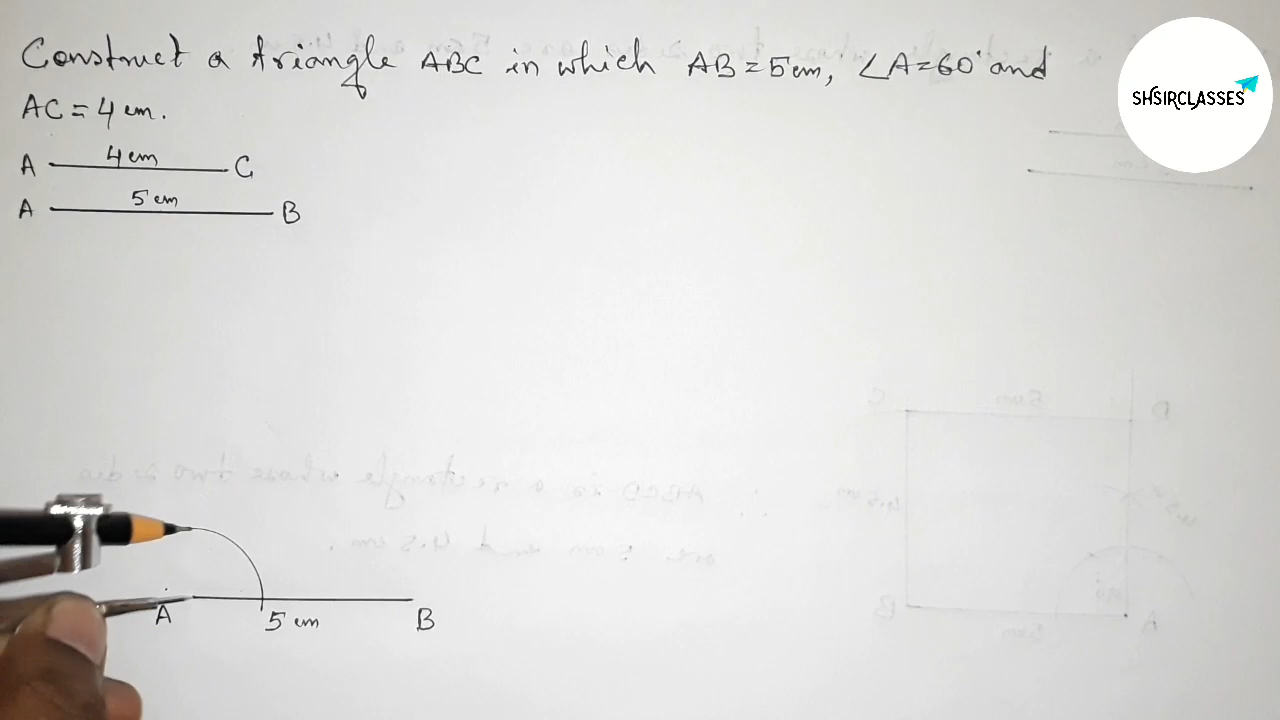 Construct a triangle ABC in which AB = 5 cm, ∠A = 60° and
AC = 4 cm.
SHSIRCLASSES
A 4 cm C
A 5 cm B
A 5 cm B